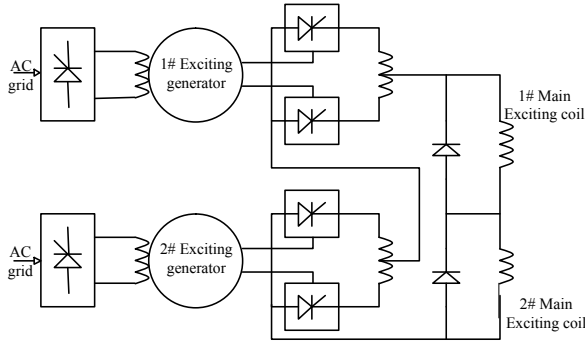 AC
grid
1# Exciting
generator
1# Main
Exciting coil
AC
grid
2# Exciting
generator
2# Main
Exciting coil